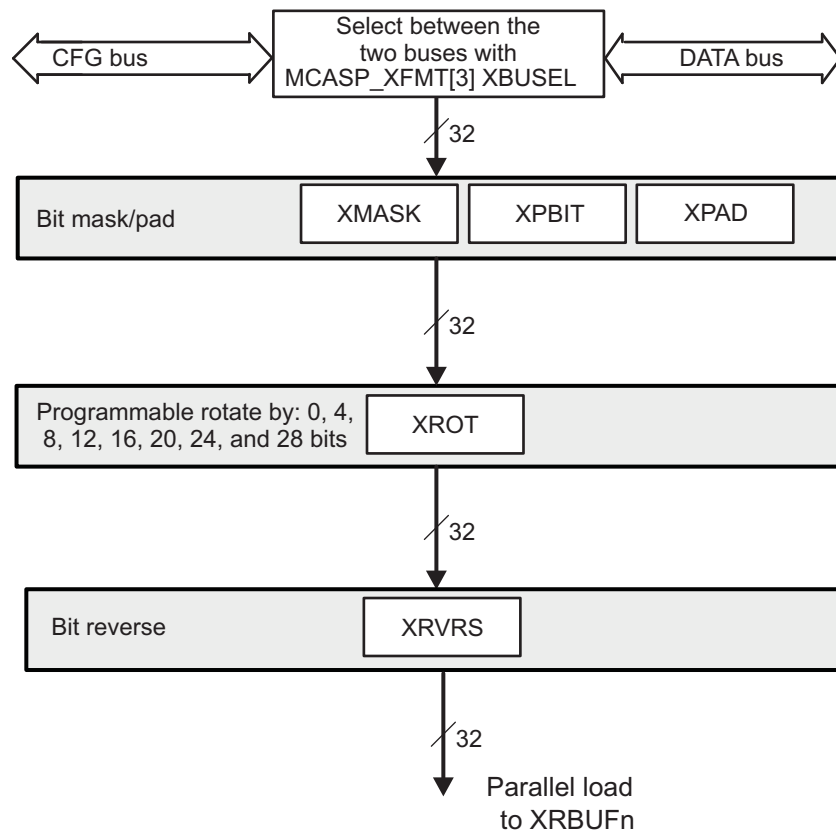 Select between the
two buses with
MCASP_XFMT[3] XBUSEL
CFG bus
DATA bus
32
Bit mask/pad
XMASK
XPBIT
XPAD
32
Programmable rotate by: 0, 4,
8, 12, 16, 20, 24, and 28 bits
XROT
32
Bit reverse
XRVRS
32
Parallel load
to XRBUFn